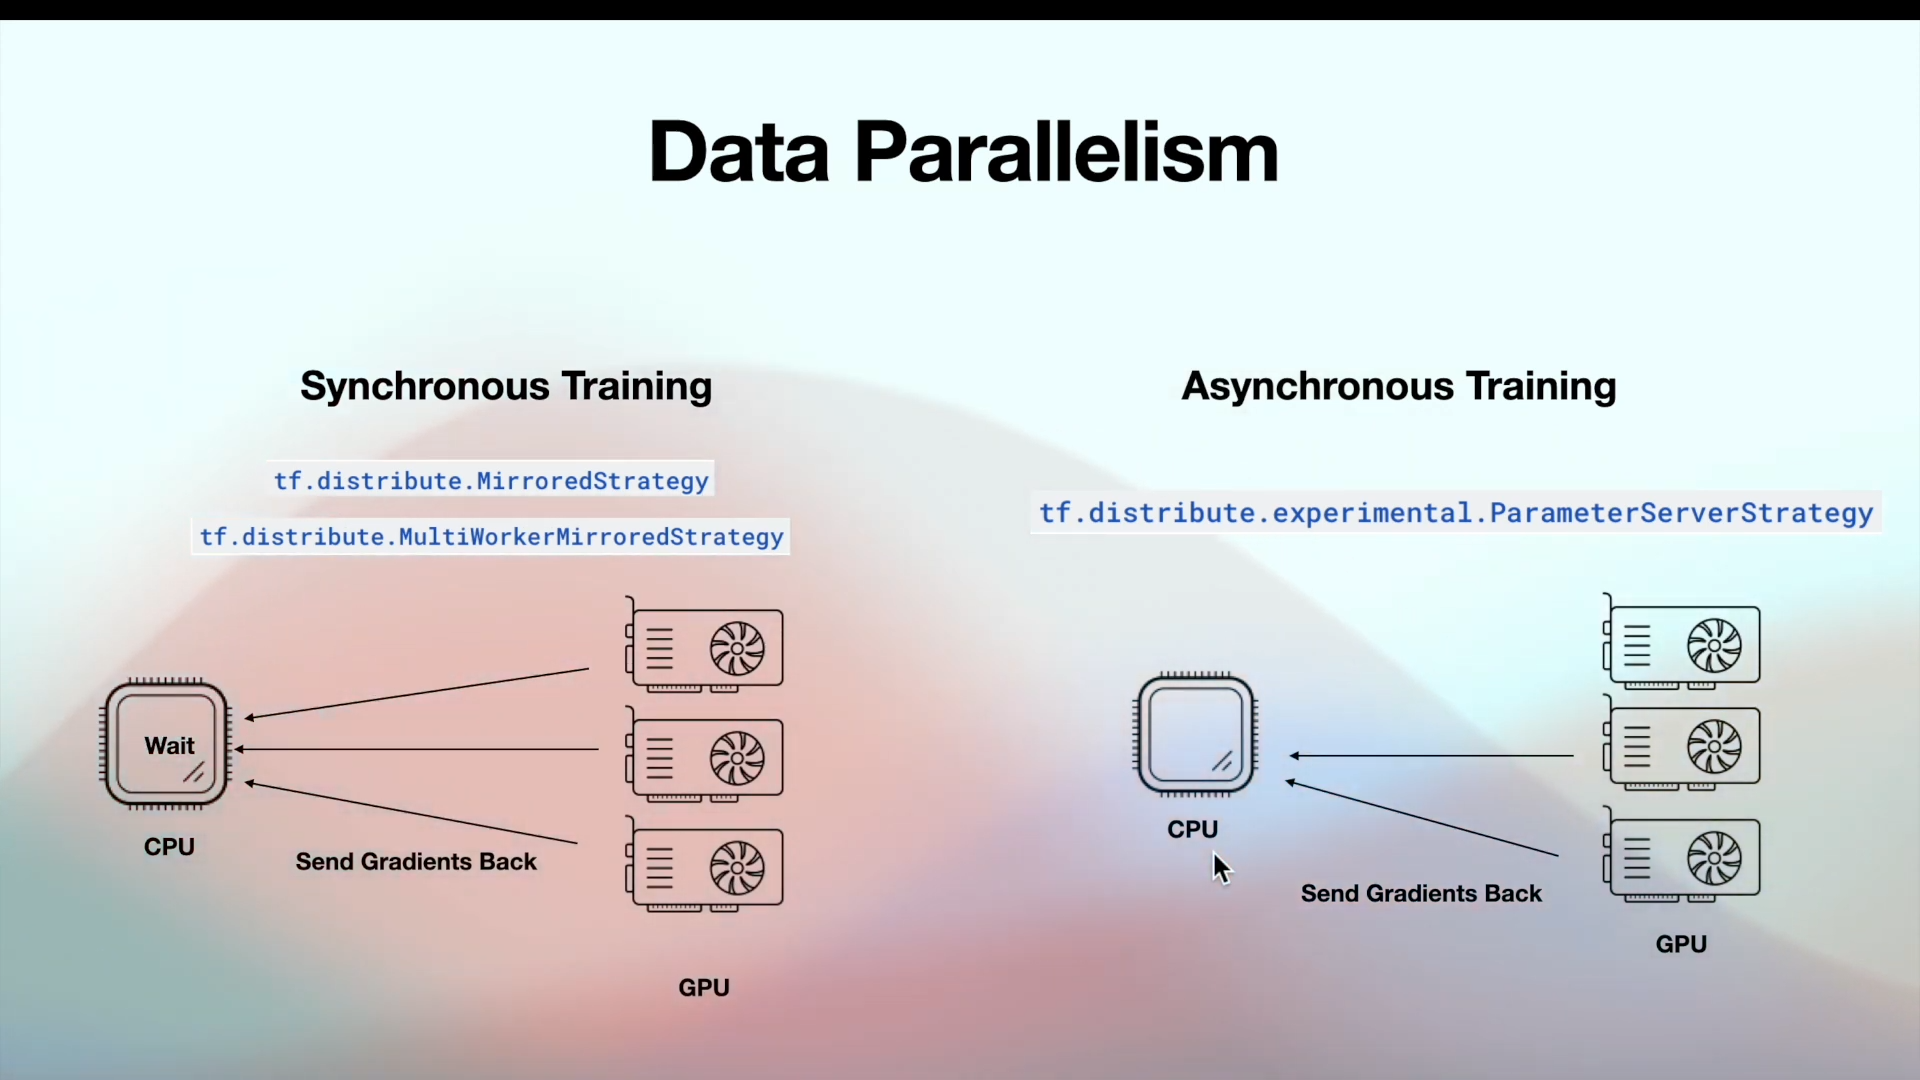 Data Parallelism
Synchronous Training
tf.distribute.MirroredStrategy
tf.distribute.MultiWorkerMirroredStrategy
Wait
CPU
Send Gradients Back
GPU
Asynchronous Training
tf.distribute.experimental.ParameterServerStrategy
CPU
Send Gradients Back
GPU